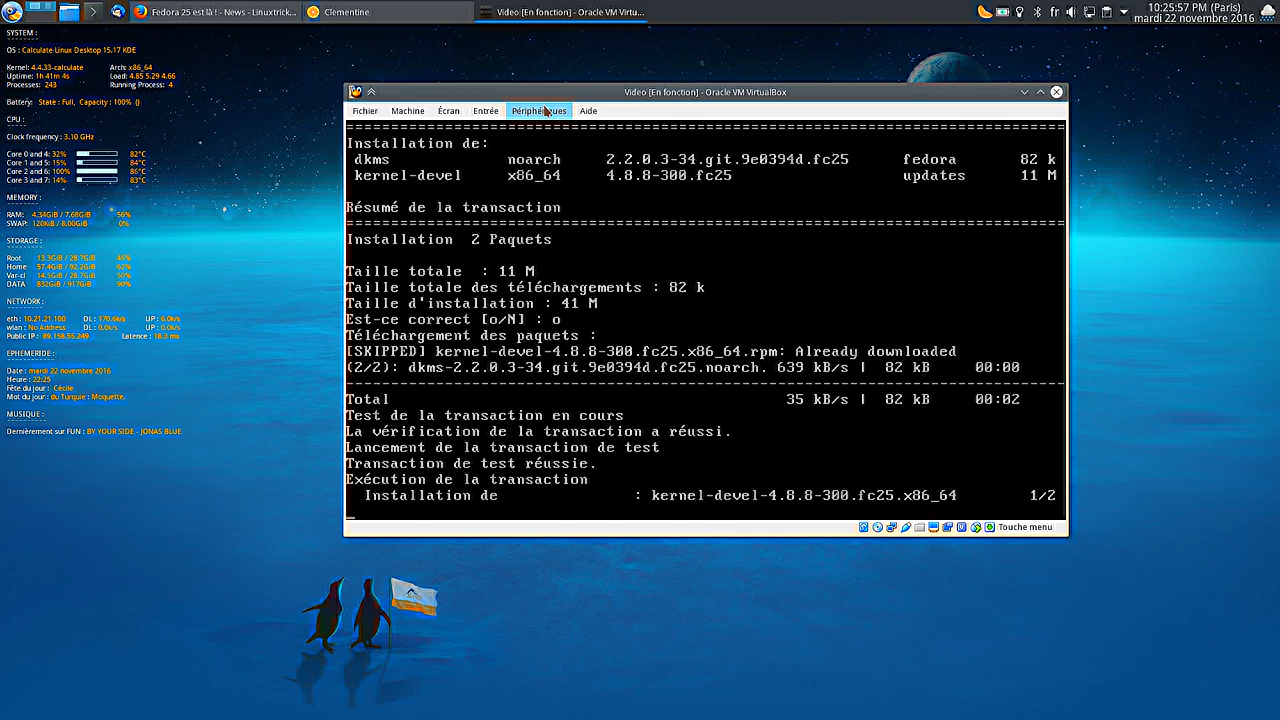 Fedora 25 est là ! - News - Linuxtrick...
Clementine
Video [En fonction] - Oracle VM Virtu...
fr
10:25:57 PM (Paris)
mardi 22 novembre 2016
SYSTEM :
OS : Calculate-Linux Desktop 15.17 KDE
Kernel: 4.4.33-calculate Arch: x86_64
Uptime: 1h 41m 4s Load: 4.85 5.29 4.66
Processes: 243 Running Process: 4
Battery: State : Full, Capacity : 100% ()
CPU :
Clock frequency : 3.10 GHz
Core 0 and 4: 32% 82°C
Core 1 and 5: 15% 84°C
Core 2 and 6: 100% 86°C
Core 3 and 7: 14% 83°C
MEMORY :
RAM: 4.34GiB / 7.68GiB 56%
SWAP: 120KiB / 8.00GiB 0%
STORAGE :
Root 13.3GiB / 28.7GiB 46%
Home 57.4GiB / 92.2GiB 62%
Var-cl 14.5GiB / 28.7GiB 50%
DATA 832GiB / 917GiB 90%
NETWORK :
eth : 10.21.21.100 DL : 170.6k/s UP : 6.0k/s
wlan : No Address DL : 0.0k/s UP : 0.0k/s
Public IP : 89.158.55.249 Latence : 18.3 ms
EPHEMERIDE :
Date : mardi 22 novembre 2016
Heure : 22:25
Fête du jour : Cécile
Mot du jour : du Turquie : Moquette.
MUSIQUE :
Dernièrement sur FUN : BY YOUR SIDE - JONAS BLUE
Video [En fonction] - Oracle VM VirtualBox
Fichier Machine Écran Entrée Périphériques Aide
Installation de:
dkms noarch 2.2.0.3-34.git.9e0394d.fc25 fedora 82 k
kernel-devel x86_64 4.8.8-300.fc25 updates 11 M
Résumé de la transaction
Installation 2 Paquets
Taille totale : 11 M
Taille totale des téléchargements : 82 k
Taille d'installation : 41 M
Est-ce correct [o/N] : o
Téléchargement des paquets :
[SKIPPED] kernel-devel-4.8.8-300.fc25.x86_64.rpm: Already downloaded
(2/2): dkms-2.2.0.3-34.git.9e0394d.fc25.noarch. 639 kB/s | 82 kB 00:00
Total 35 kB/s | 82 kB 00:02
Test de la transaction en cours
La vérification de la transaction a réussi.
Lancement de la transaction de test
Transaction de test réussie.
Exécution de la transaction
Installation de : kernel-devel-4.8.8-300.fc25.x86_64 1/2
Touche menu